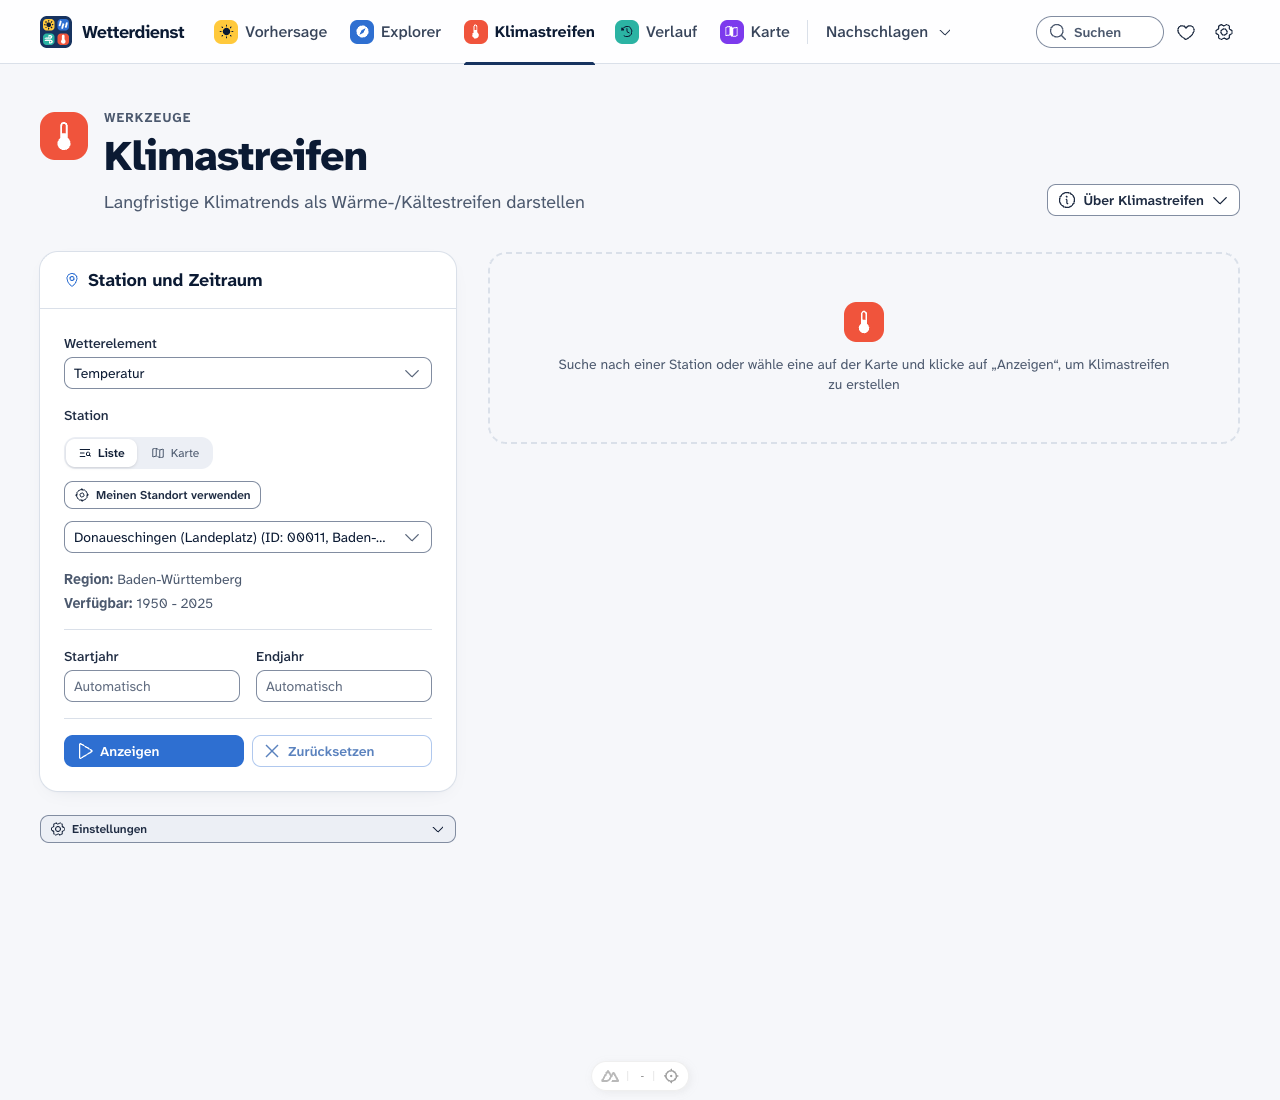 Wetterdienst
Vorhersage
Explorer
Klimastreifen
Verlauf
Karte
Nachschlagen
Suchen
WERKZEUGE
Klimastreifen
Langfristige Klimatrends als Wärme-/Kältestreifen darstellen
Über Klimastreifen
Station und Zeitraum
Wetterelement
Temperatur
Station
Liste
Karte
Meinen Standort verwenden
Donaueschingen (Landeplatz) (ID: 00011, Baden-...
Region: Baden-Württemberg
Verfügbar: 1950 - 2025
Startjahr
Endjahr
Automatisch
Automatisch
Anzeigen
Zurücksetzen
Einstellungen
Suche nach einer Station oder wähle eine auf der Karte und klicke auf „Anzeigen“, um Klimastreifen
zu erstellen
-